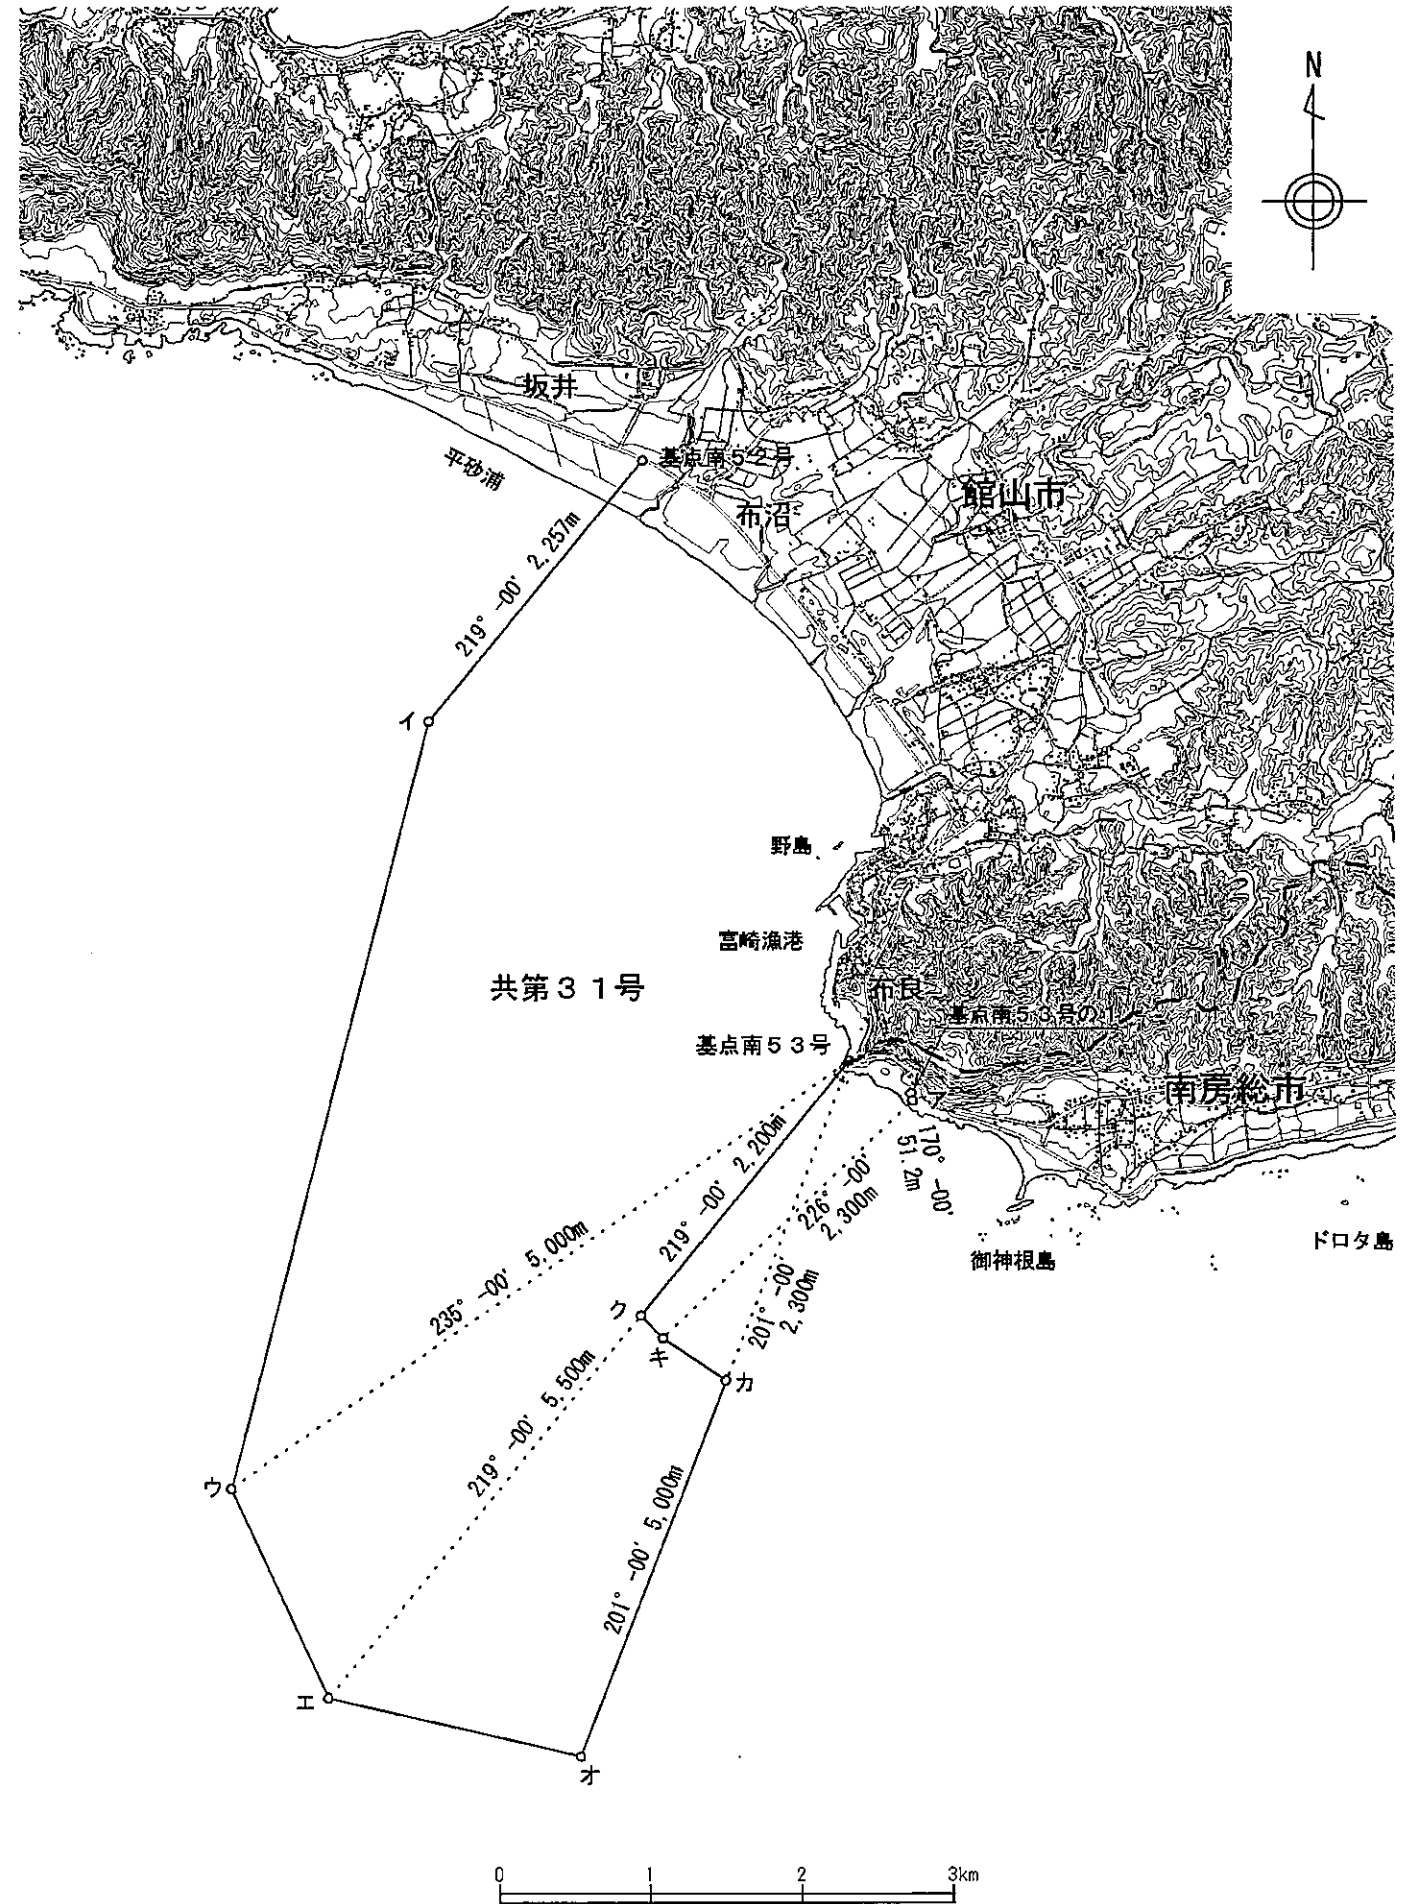 N
坂井
基点南５２号
平砂浦
館山市
布沼
219° -00' 2,257m
イ
野島
富崎漁港
共第３１号
布良
基点南５３号の１
基点南５３号
南房総市
ア
170° -00'
51.2m
219° -00' 2,200m
226° -00'
2,300m
ドロタ島
御神根島
235° -00' 5,000m
201° -00'
2,300m
ク
キ
カ
219° -00' 5,500m
ウ
201° -00' 5,000m
エ
オ
0 1 2 3km